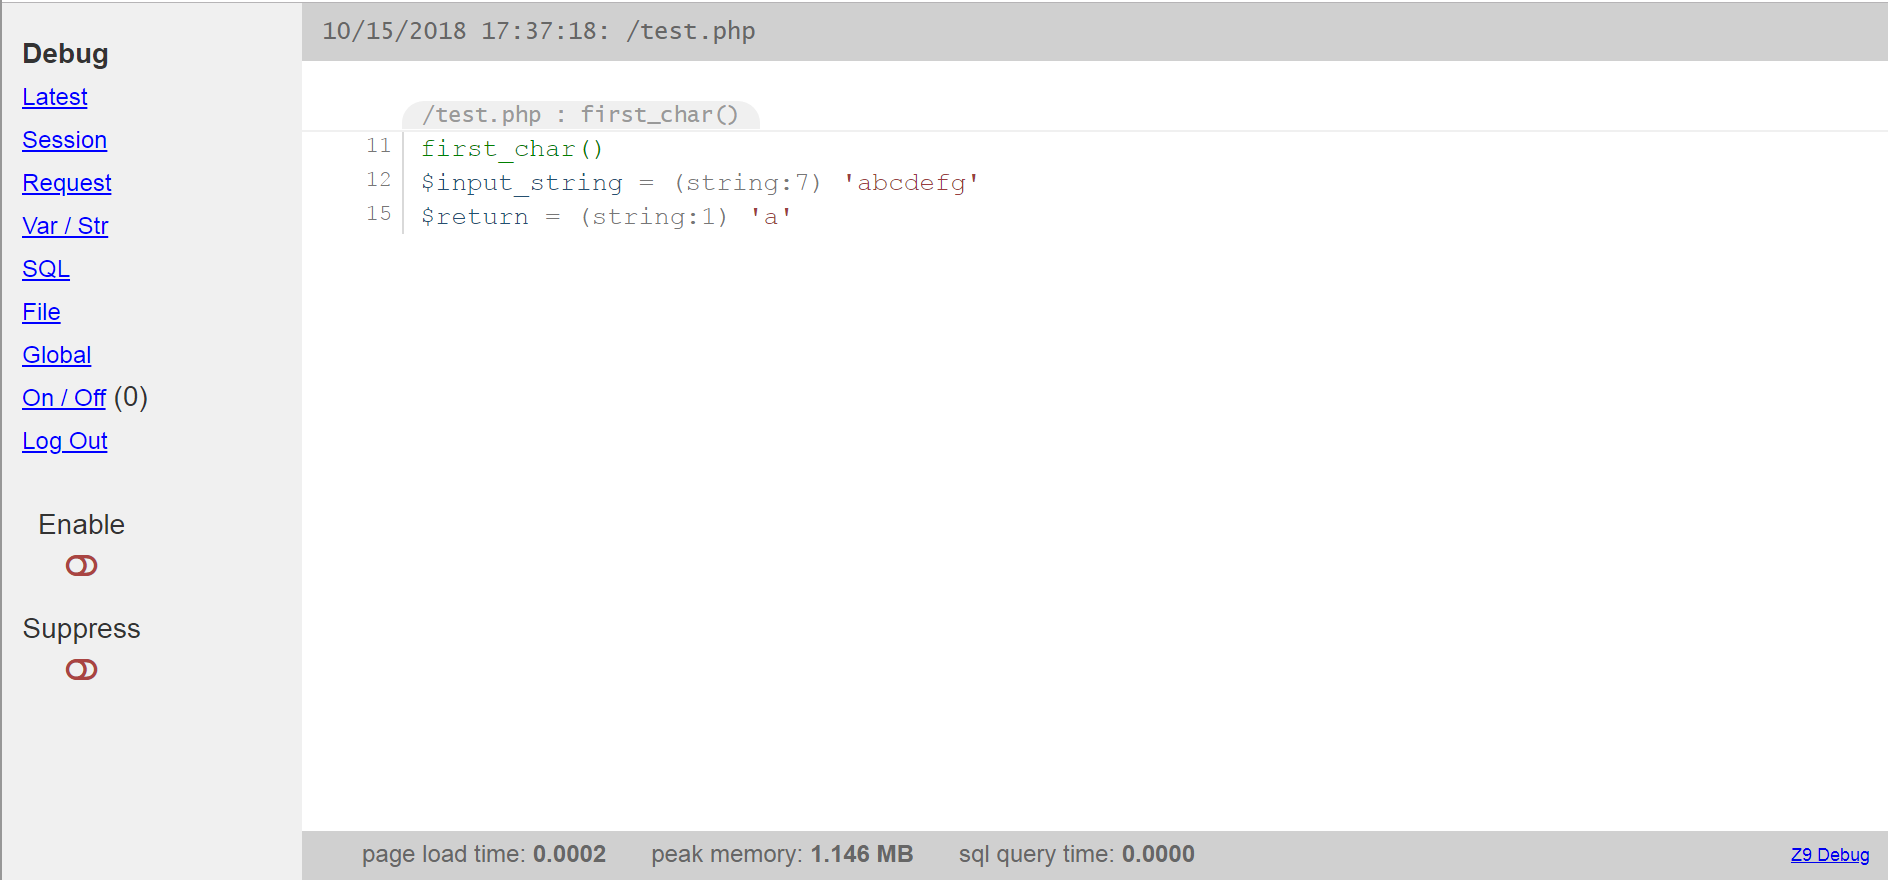 Debug
Latest
Session
Request
Var / Str
SQL
File
Global
On / Off (0)
Log Out
Enable
Suppress
10/15/2018 17:37:18: /test.php
/test.php : first_char()
11 first_char()
12 $input_string = (string:7) 'abcdefg'
15 $return = (string:1) 'a'
page load time: 0.0002 peak memory: 1.146 MB sql query time: 0.0000 Z9 Debug